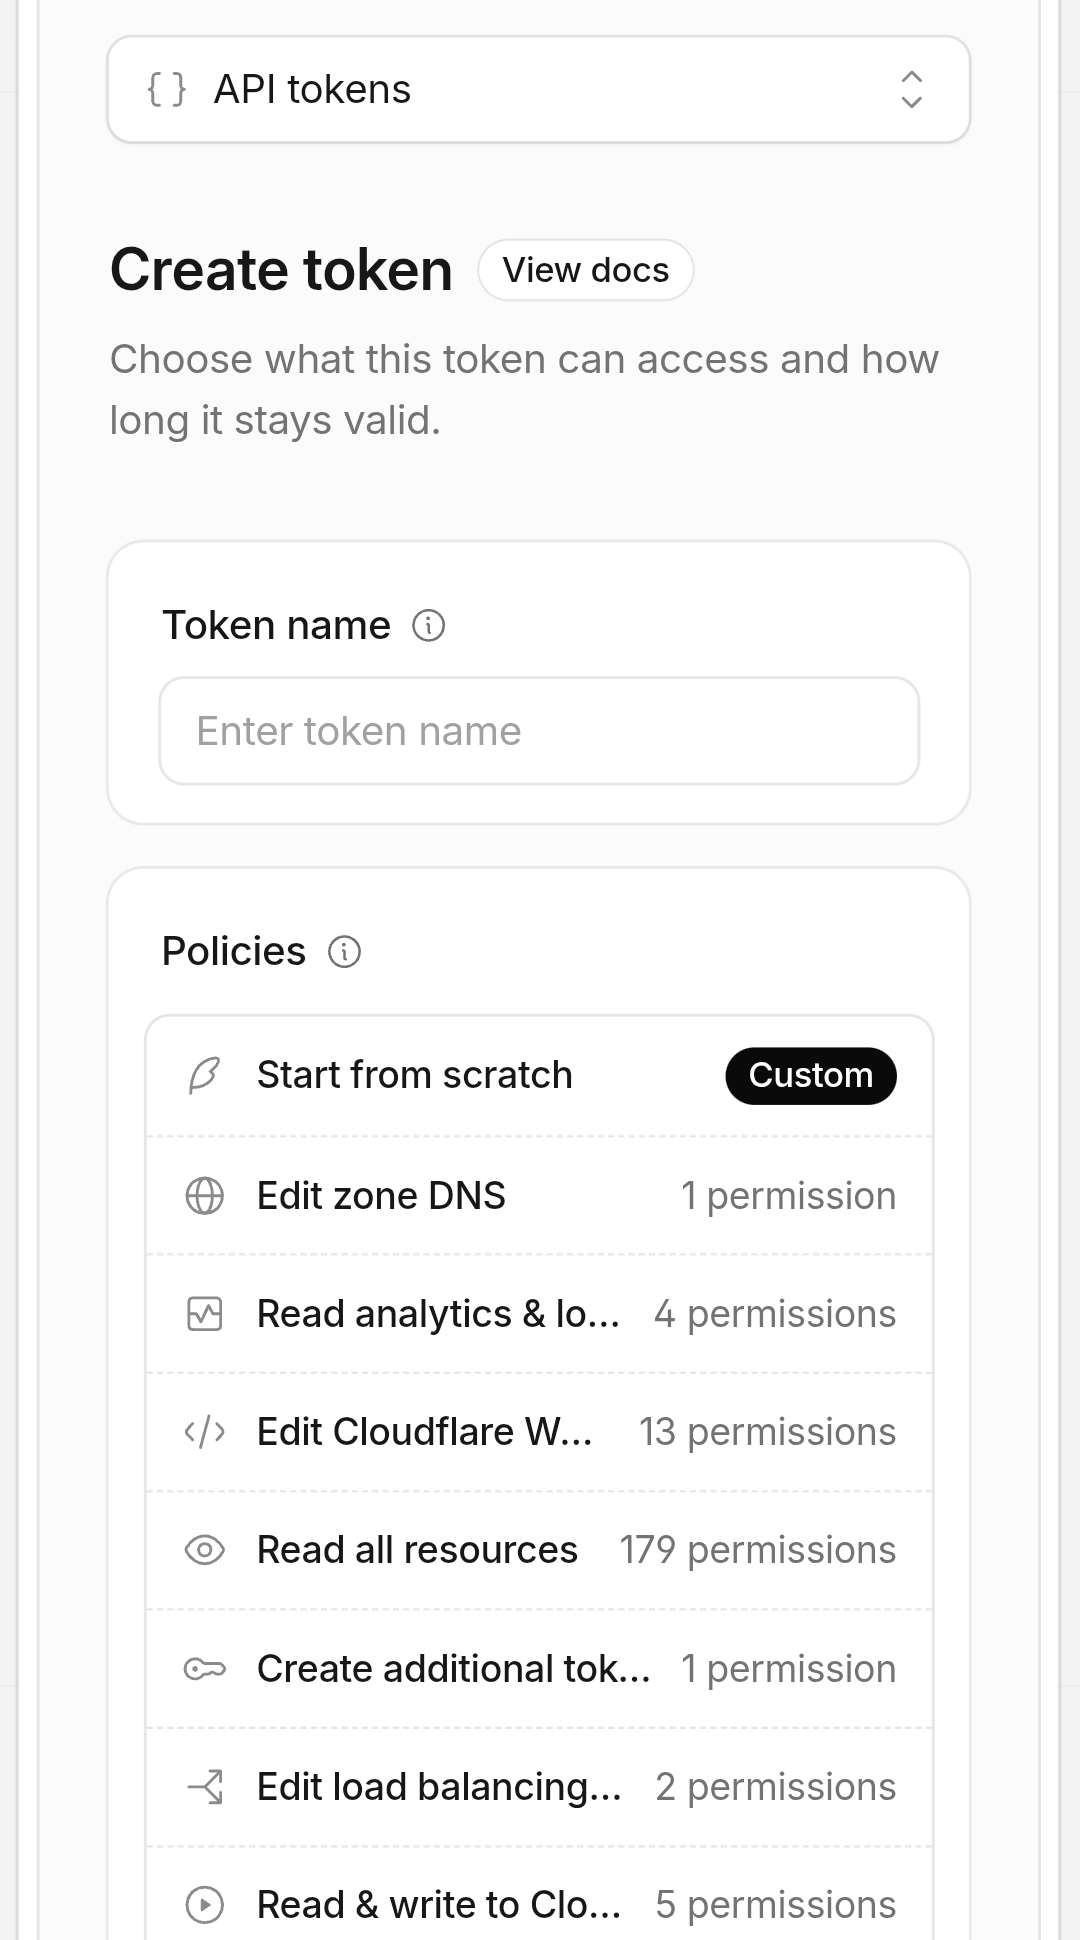 API tokens
Create token View docs
Choose what this token can access and how
long it stays valid.
Token name
Enter token name
Policies
Start from scratch Custom
Edit zone DNS 1 permission
Read analytics & lo... 4 permissions
Edit Cloudflare W... 13 permissions
Read all resources 179 permissions
Create additional tok... 1 permission
Edit load balancing... 2 permissions
Read & write to Clo... 5 permissions